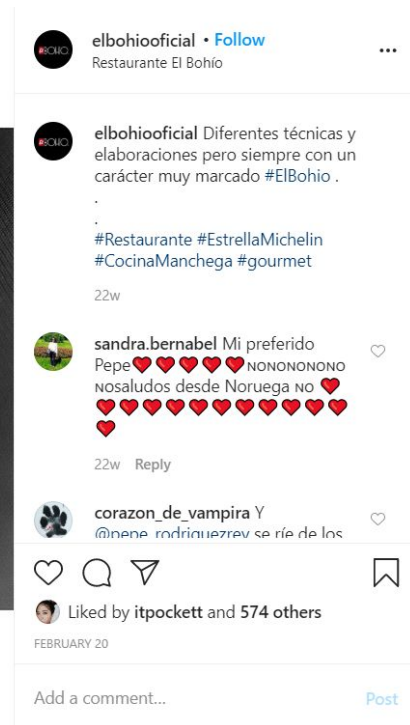 elbohiooficial • Follow
Restaurante El Bohío
elbohiooficial Diferentes técnicas y
elaboraciones pero siempre con un
carácter muy marcado #ElBohio .
.
.
#Restaurante #EstrellaMichelin
#CocinaManchega #gourmet
22w
sandra.bernabel Mi preferido
Pepe❤❤❤❤❤NONONONONO
Nosaludos desde Noruega NO ❤
❤❤❤❤❤❤❤❤❤❤❤
❤
22w Reply
corazon_de_vampira Y
@pepe_rodriguezrey se ríe de los
Liked by itpockett and 574 others
FEBRUARY 20
Add a comment... Post